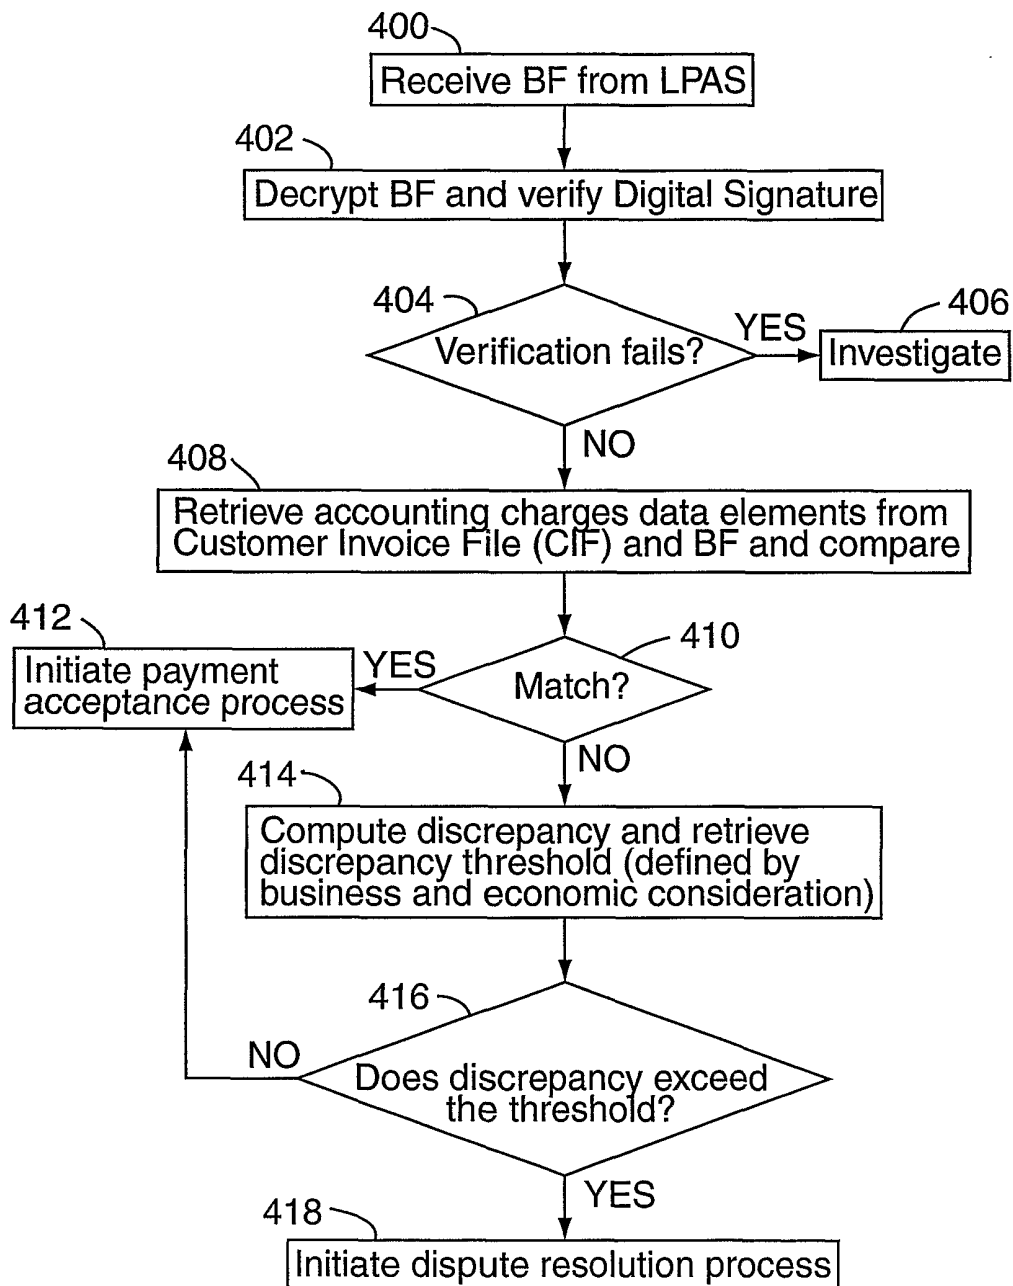 400
Receive BF from LPAS
402
Decrypt BF and verify Digital Signature
404
Verification fails?
YES
406
Investigate
NO
408
Retrieve accounting charges data elements from
Customer Invoice File (CIF) and BF and compare
410
Match?
YES
412
Initiate payment
acceptance process
NO
414
Compute discrepancy and retrieve
discrepancy threshold (defined by
business and economic consideration)
416
Does discrepancy exceed
the threshold?
NO
YES
418
Initiate dispute resolution process